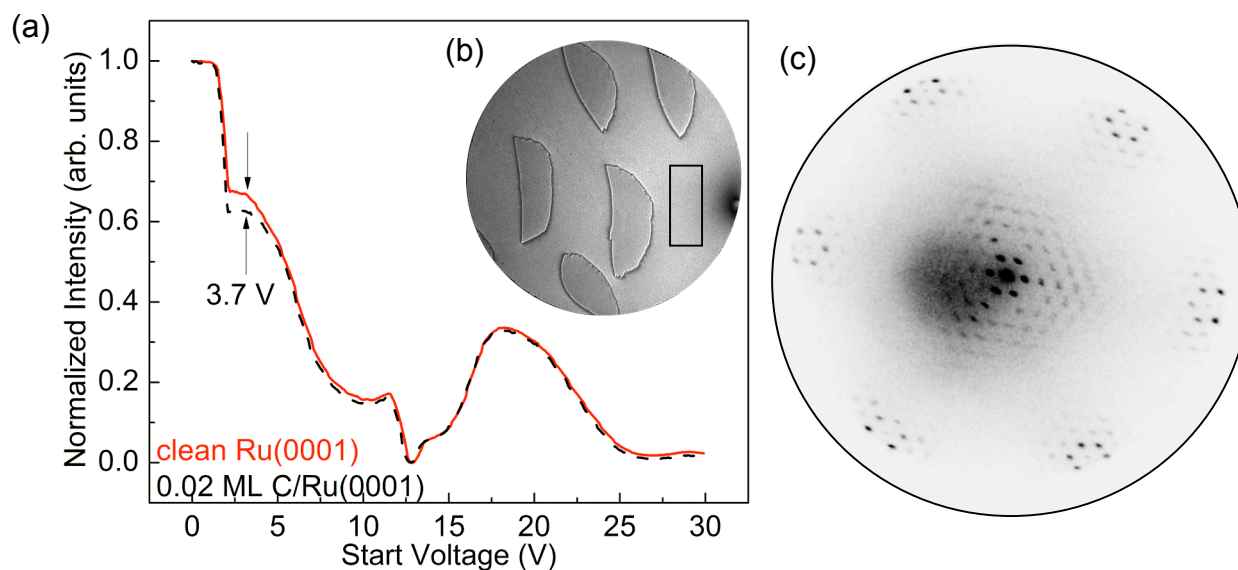 (a)
(b)
(c)
Normalized Intensity (arb. units)
1.0
0.8
0.6
0.4
0.2
0.0
3.7 V
clean Ru(0001)
0.02 ML C/Ru(0001)
0 5 10 15 20 25 30
Start Voltage (V)